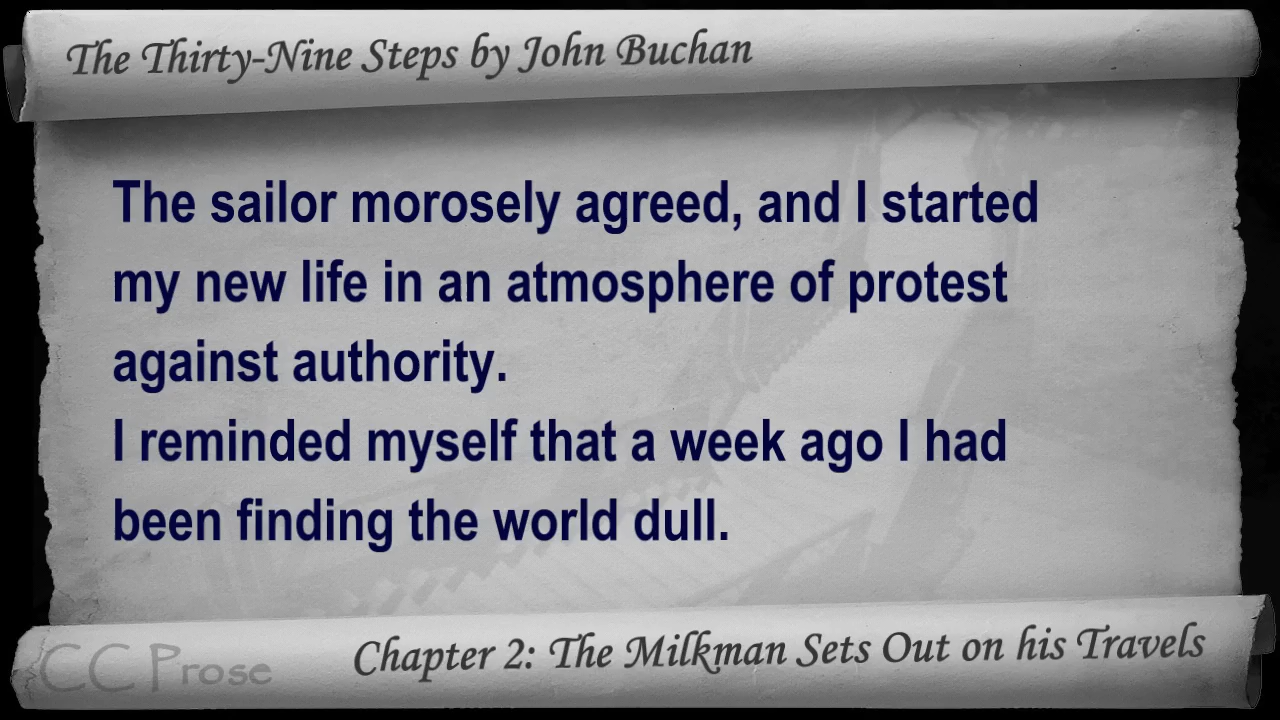 The Thirty-Nine Steps by John Buchan
The sailor morosely agreed, and I started
my new life in an atmosphere of protest
against authority.
I reminded myself that a week ago I had
been finding the world dull.
Chapter 2: The Milkman Sets Out on his Travels
CC Prose